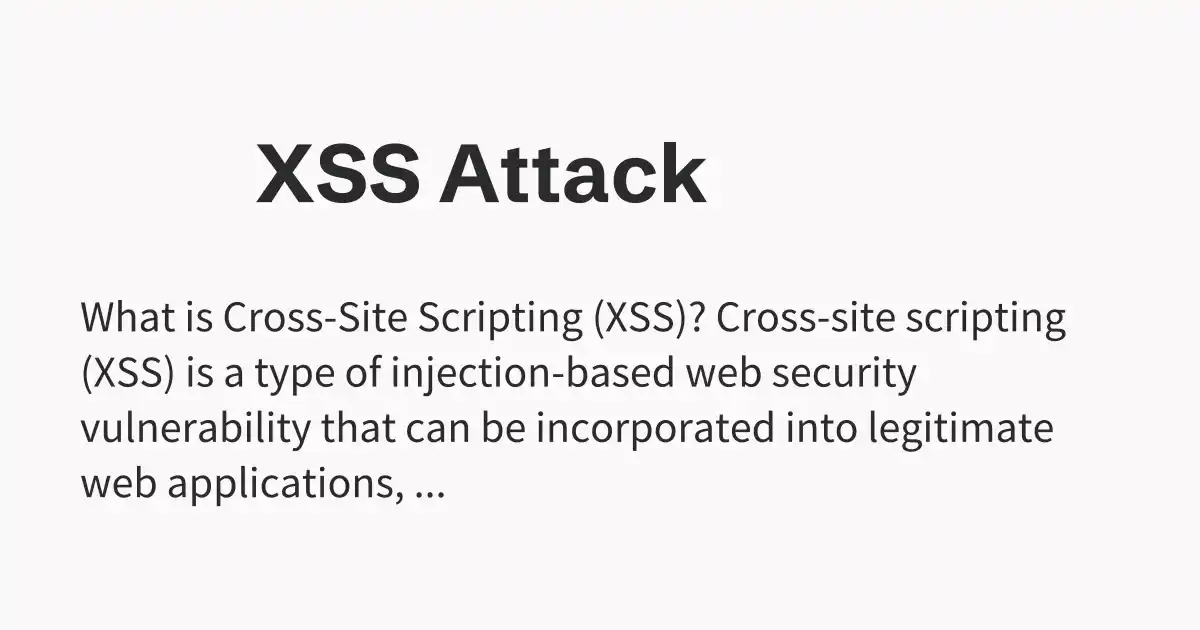 XSS Attack
What is Cross-Site Scripting (XSS)? Cross-site scripting
(XSS) is a type of injection-based web security
vulnerability that can be incorporated into legitimate
web applications, ...